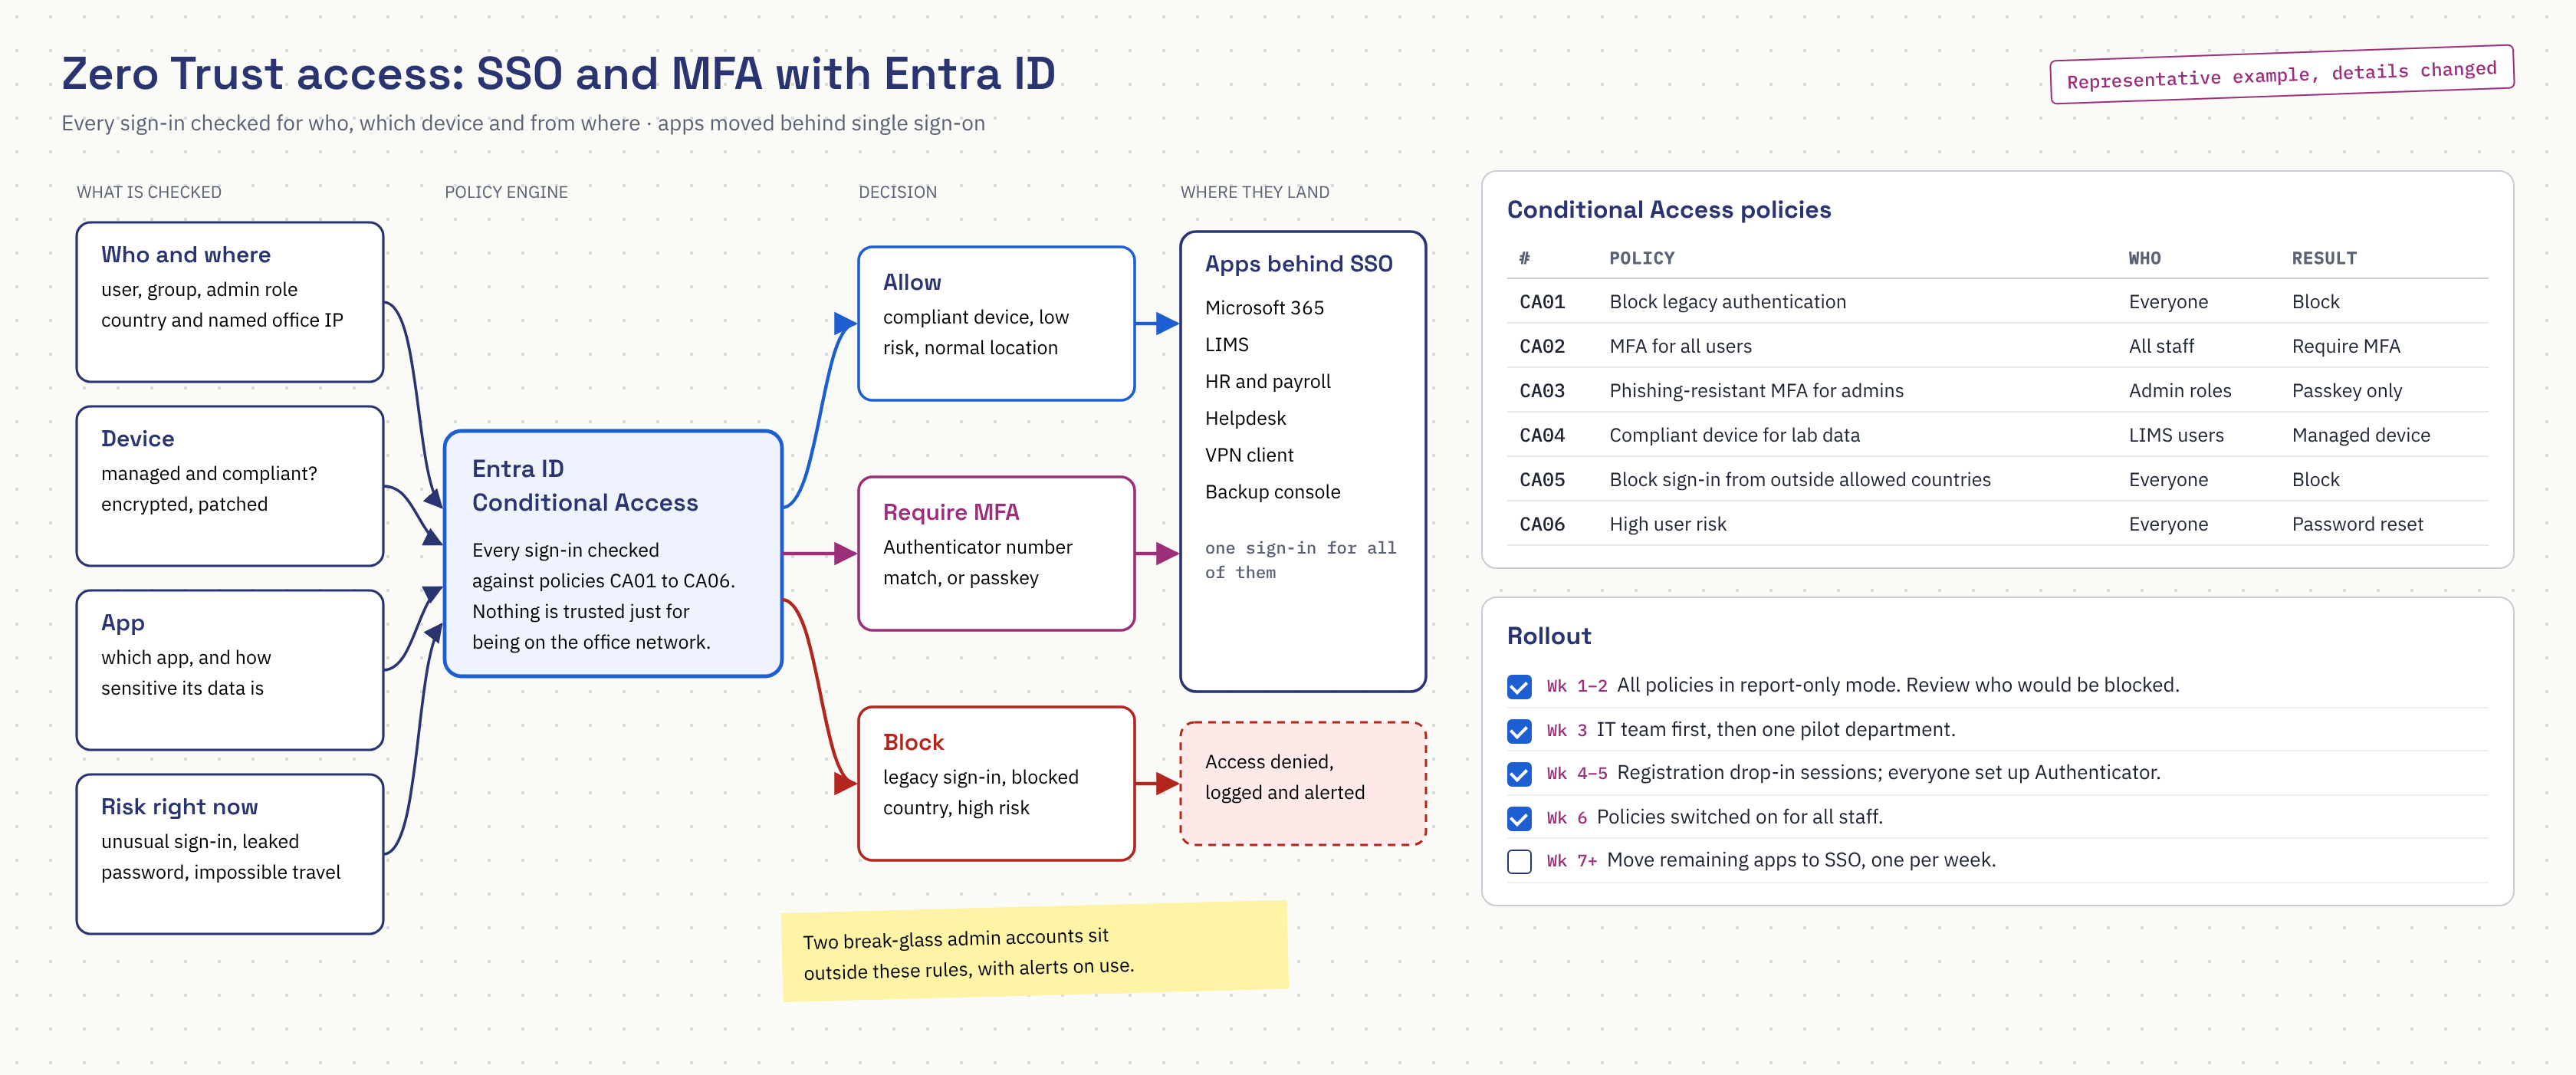 Zero Trust access: SSO and MFA with Entra ID
Every sign-in checked for who, which device and from where · apps moved behind single sign-on
Representative example, details changed
WHAT IS CHECKED
Who and where
user, group, admin role
country and named office IP
Device
managed and compliant?
encrypted, patched
App
which app, and how
sensitive its data is
Risk right now
unusual sign-in, leaked
password, impossible travel
POLICY ENGINE
Entra ID
Conditional Access
Every sign-in checked
against policies CA01 to CA06.
Nothing is trusted just for
being on the office network.
DECISION
Allow
compliant device, low
risk, normal location
Require MFA
Authenticator number
match, or passkey
Block
legacy sign-in, blocked
country, high risk
WHERE THEY LAND
Apps behind SSO
Microsoft 365
LIMS
HR and payroll
Helpdesk
VPN client
Backup console
one sign-in for all
of them
Access denied,
logged and alerted
Two break-glass admin accounts sit
outside these rules, with alerts on use.
Conditional Access policies
# POLICY WHO RESULT
CA01 Block legacy authentication Everyone Block
CA02 MFA for all users All staff Require MFA
CA03 Phishing-resistant MFA for admins Admin roles Passkey only
CA04 Compliant device for lab data LIMS users Managed device
CA05 Block sign-in from outside allowed countries Everyone Block
CA06 High user risk Everyone Password reset
Rollout
Wk 1–2 All policies in report-only mode. Review who would be blocked.
Wk 3 IT team first, then one pilot department.
Wk 4–5 Registration drop-in sessions; everyone set up Authenticator.
Wk 6 Policies switched on for all staff.
Wk 7+ Move remaining apps to SSO, one per week.